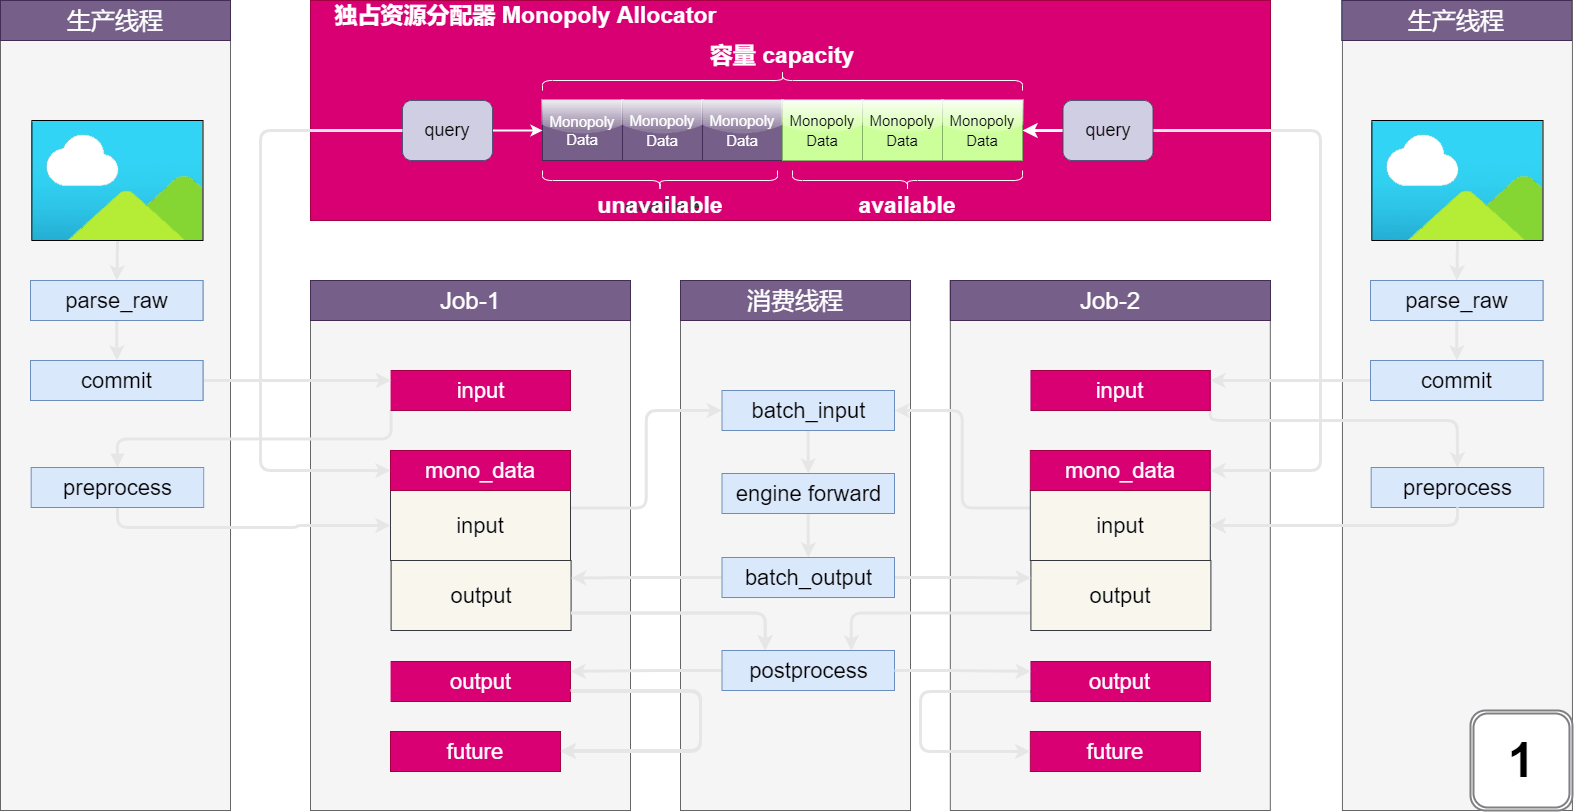 生产线程
parse_raw
commit
preprocess
独占资源分配器 Monopoly Allocator
容量 capacity
query
Monopoly Data
Monopoly Data
Monopoly Data
Monopoly Data
Monopoly Data
Monopoly Data
query
unavailable
available
Job-1
input
mono_data
input
output
output
future
消费线程
batch_input
engine forward
batch_output
postprocess
Job-2
input
mono_data
input
output
output
future
生产线程
parse_raw
commit
preprocess
1